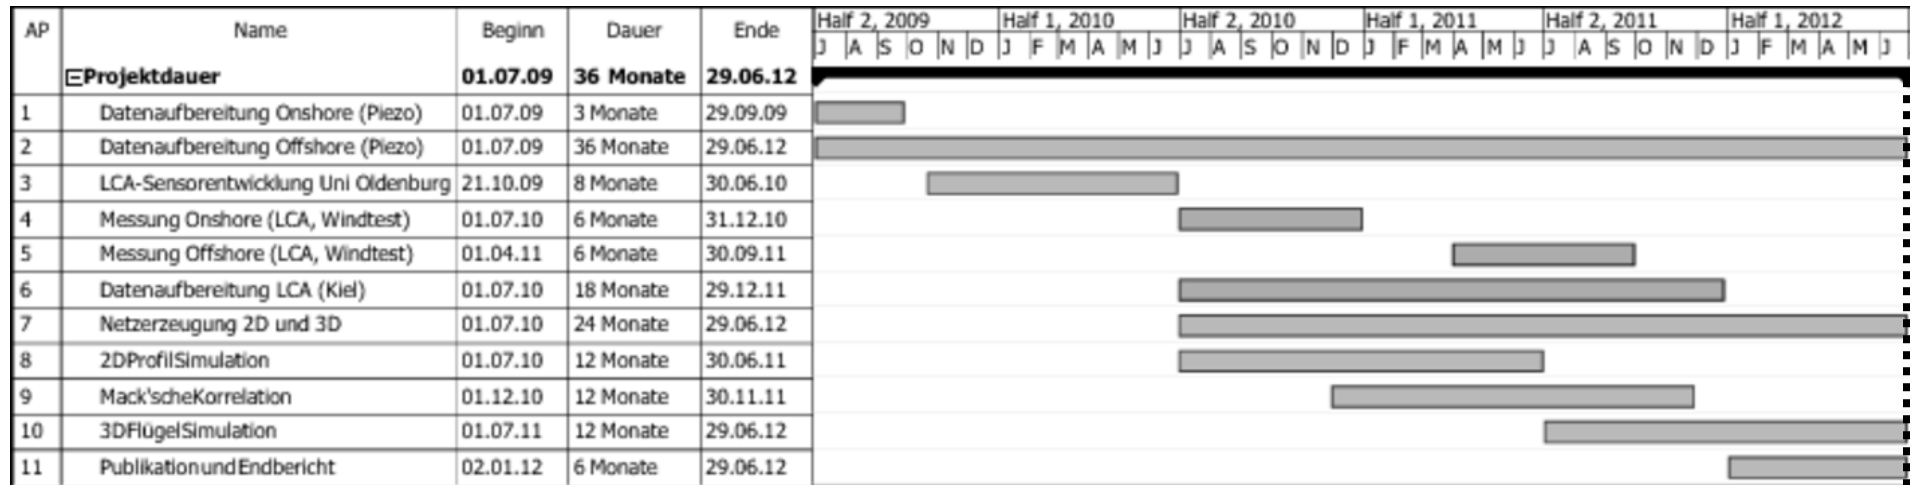 AP Name Beginn Dauer Ende Half 2, 2009 Half 1, 2010 Half 2, 2010 Half 1, 2011 Half 2, 2011 Half 1, 2012
J A S O N D J F M A M J J A S O N D J F M A M J J A S O N D J F M A M J
Projektdauer 01.07.09 36 Monate 29.06.12
1 Datenaufbereitung Onshore (Piezo) 01.07.09 3 Monate 29.09.09
2 Datenaufbereitung Offshore (Piezo) 01.07.09 36 Monate 29.06.12
3 LCA-Sensorentwicklung Uni Oldenburg 21.10.09 8 Monate 30.06.10
4 Messung Onshore (LCA, Windtest) 01.07.10 6 Monate 31.12.10
5 Messung Offshore (LCA, Windtest) 01.04.11 6 Monate 30.09.11
6 Datenaufbereitung LCA (Kiel) 01.07.10 18 Monate 29.12.11
7 Netzerzeugung 2D und 3D 01.07.10 24 Monate 29.06.12
8 2DProfilSimulation 01.07.10 12 Monate 30.06.11
9 Mack'scheKorrelation 01.12.10 12 Monate 30.11.11
10 3DFlügelSimulation 01.07.11 12 Monate 29.06.12
11 PublikationundEndbericht 02.01.12 6 Monate 29.06.12